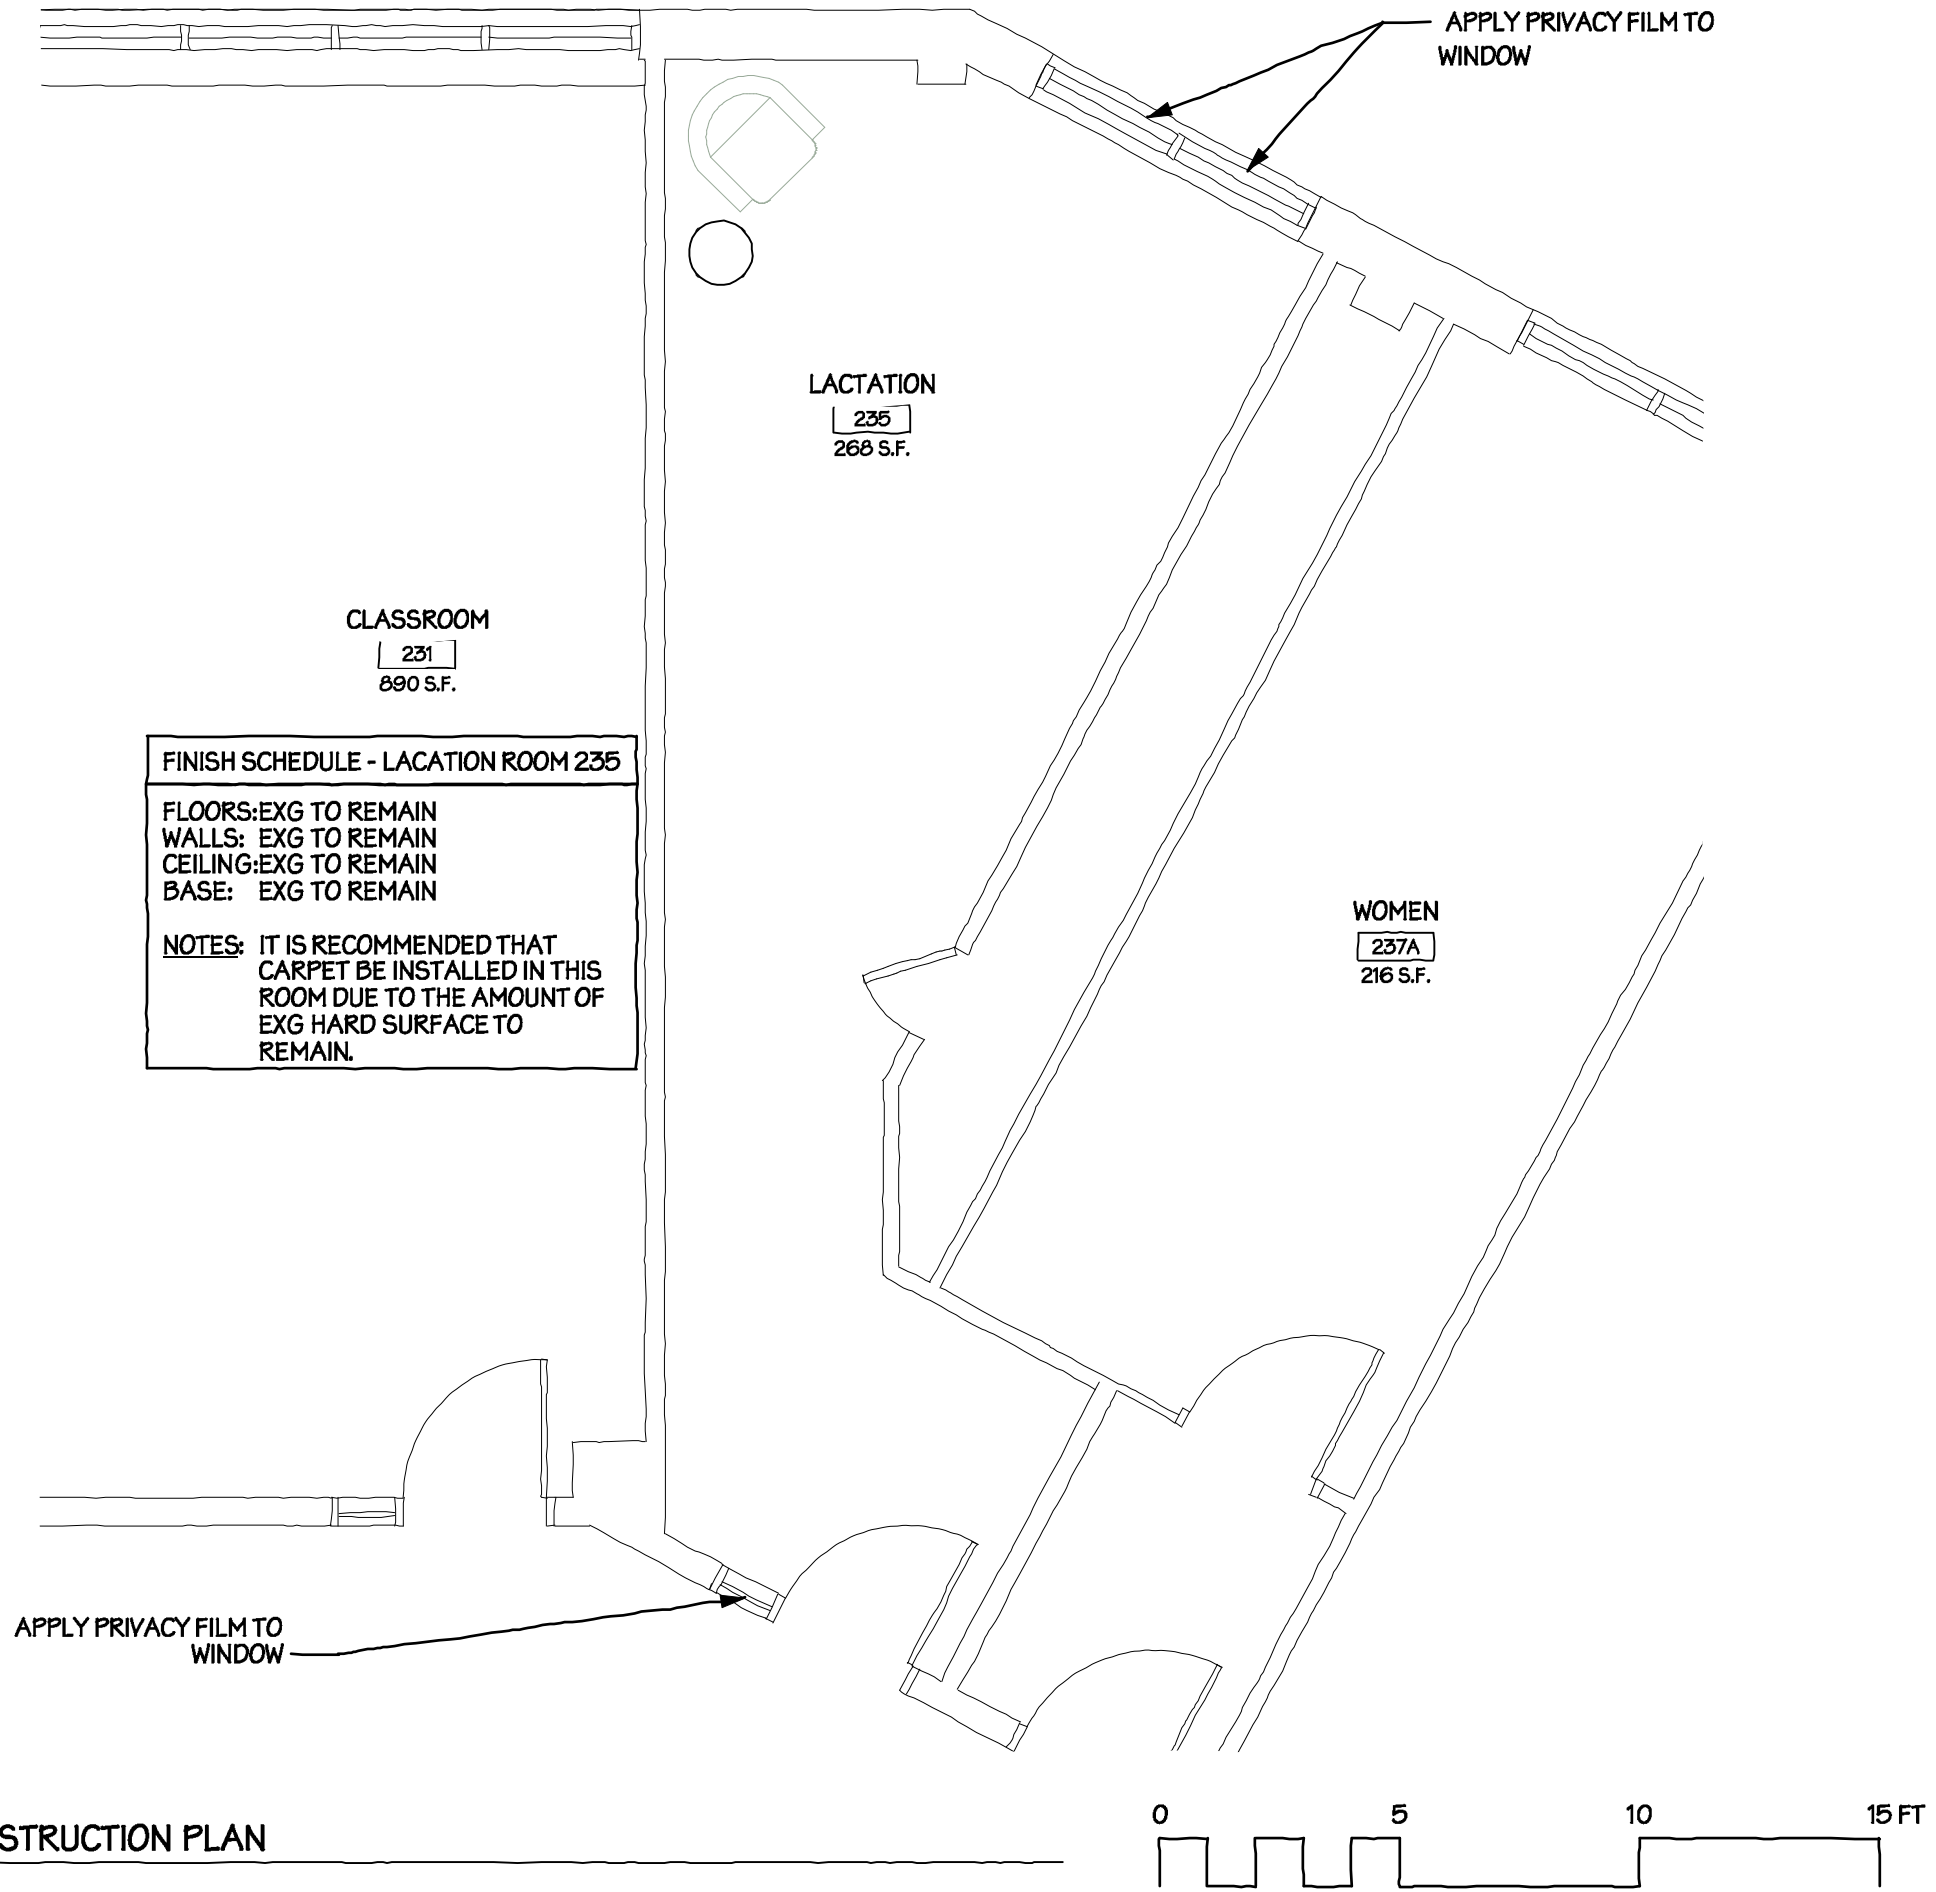 APPLY PRIVACY FILM TO
WINDOW
LACTATION
235
268 S.F.
CLASSROOM
231
890 S.F.
FINISH SCHEDULE - LACATION ROOM 235
FLOORS: EXG TO REMAIN
WALLS: EXG TO REMAIN
CEILING: EXG TO REMAIN
BASE: EXG TO REMAIN
NOTES: IT IS RECOMMENDED THAT
CARPET BE INSTALLED IN THIS
ROOM DUE TO THE AMOUNT OF
EXG HARD SURFACE TO
REMAIN.
WOMEN
237A
216 S.F.
APPLY PRIVACY FILM TO
WINDOW
STRUCTION PLAN
0 5 10 15 FT